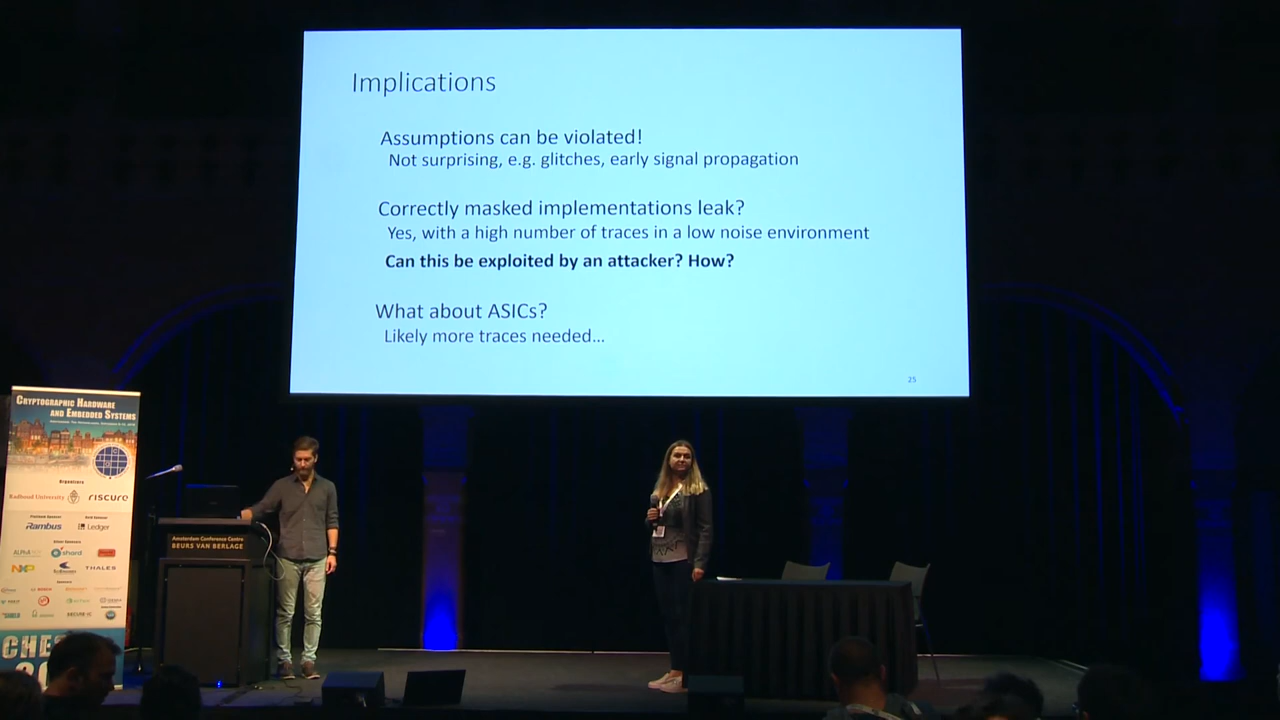 Implications
Assumptions can be violated!
Not surprising, e.g. glitches, early signal propagation
Correctly masked implementations leak?
Yes, with a high number of traces in a low noise environment
Can this be exploited by an attacker? How?
What about ASICs?
Likely more traces needed...
25
Cryptographic Hardware
and Embedded Systems
Organizers
Radboud University
riscure
Rambus
Ledger
eshard
NXP
THALES
Amsterdam Conference Centre
BEURS VAN BERLAGE
CHE